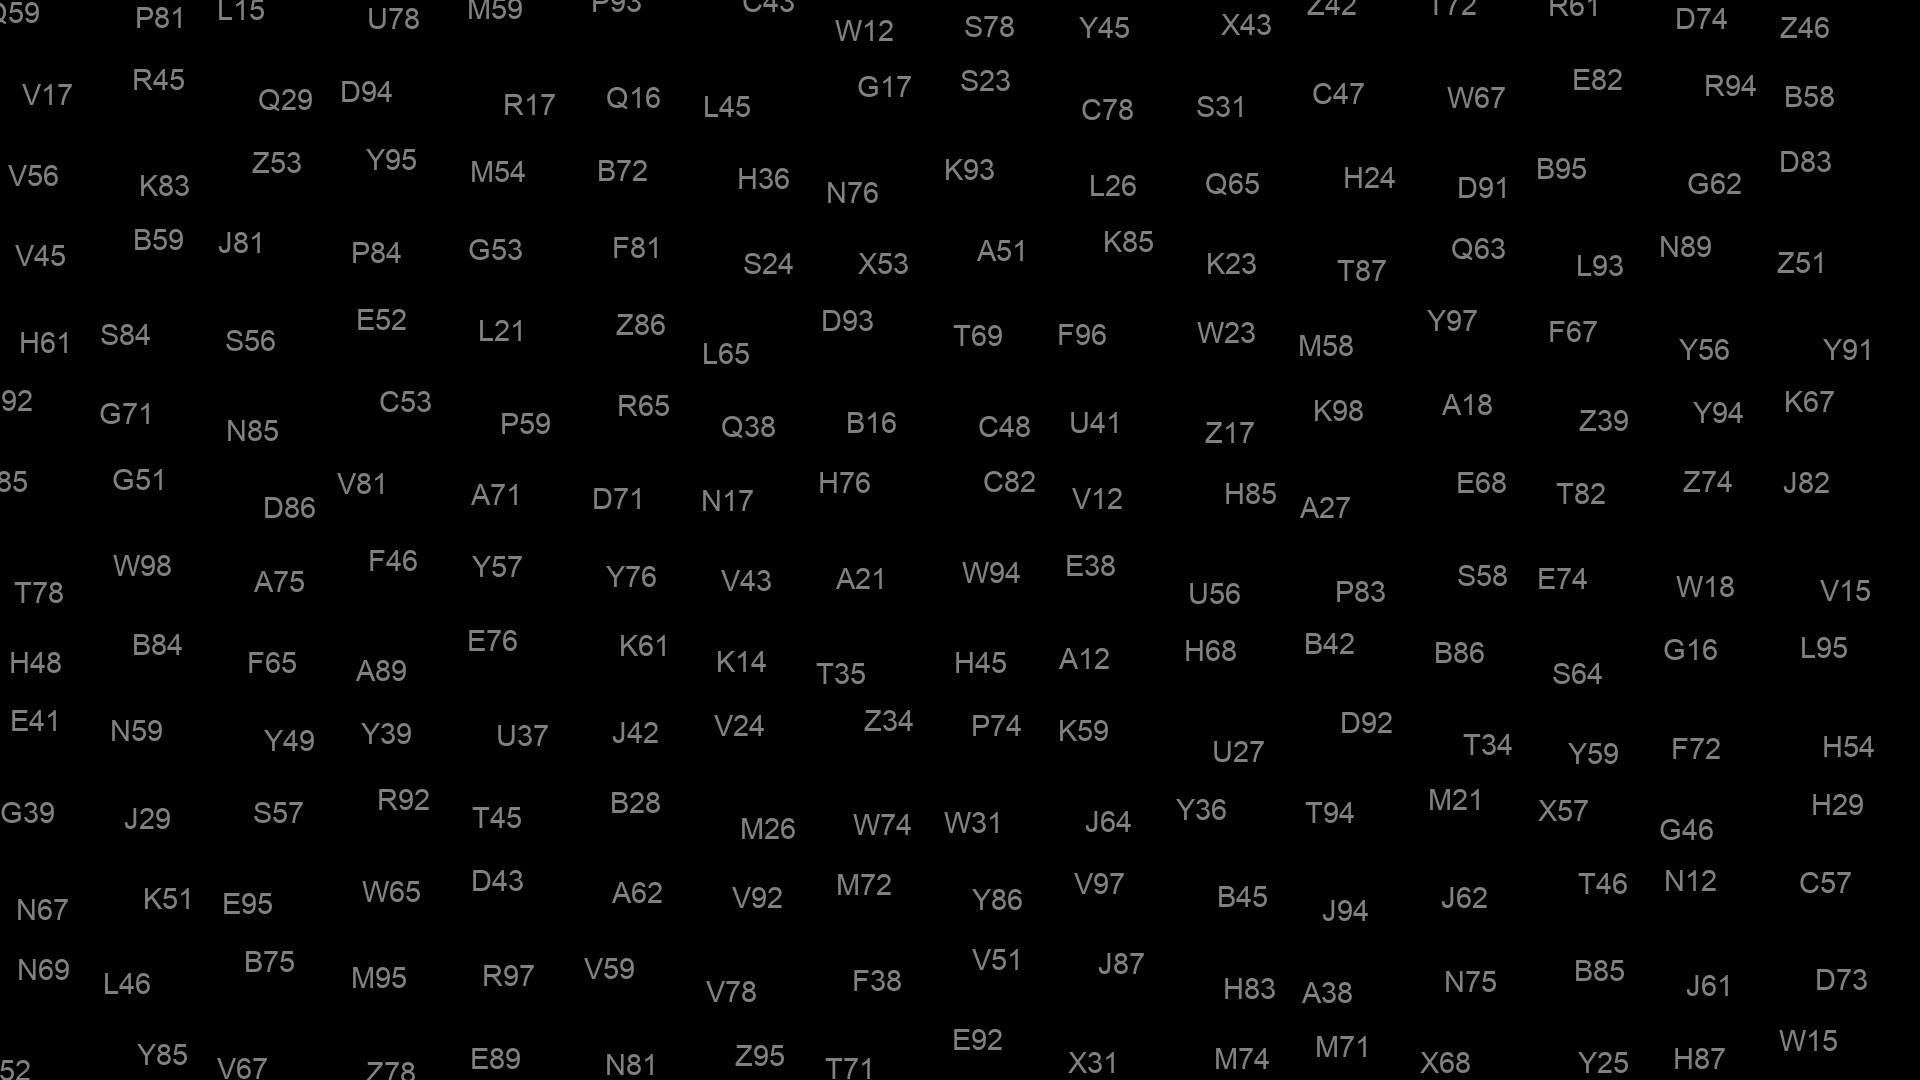 P81 L15 U78 M59 P93 C43 W12 S78 Y45 X43 Z42 T72 R61 D74 Z46
V17 R45 Q29 D94 R17 Q16 L45 G17 S23 C78 S31 C47 W67 E82 R94 B58
V56 K83 Z53 Y95 M54 B72 H36 N76 K93 L26 Q65 H24 D91 B95 G62 D83
V45 B59 J81 P84 G53 F81 S24 X53 A51 K85 K23 T87 Q63 L93 N89 Z51
H61 S84 S56 E52 L21 Z86 L65 D93 T69 F96 W23 M58 Y97 F67 Y56 Y91
92 G71 N85 C53 P59 R65 Q38 B16 C48 U41 Z17 K98 A18 Z39 Y94 K67
85 G51 D86 V81 A71 D71 N17 H76 C82 V12 H85 A27 E68 T82 Z74 J82
T78 W98 A75 F46 Y57 Y76 V43 A21 W94 E38 U56 P83 S58 E74 W18 V15
H48 B84 F65 A89 E76 K61 K14 T35 H45 A12 H68 B42 B86 S64 G16 L95
E41 N59 Y49 Y39 U37 J42 V24 Z34 P74 K59 U27 D92 T34 Y59 F72 H54
G39 J29 S57 R92 T45 B28 M26 W74 W31 J64 Y36 T94 M21 X57 G46 H29
N67 K51 E95 W65 D43 A62 V92 M72 Y86 V97 B45 J94 J62 T46 N12 C57
N69 L46 B75 M95 R97 V59 V78 F38 V51 J87 H83 A38 N75 B85 J61 D73
52 Y85 V67 Z78 E89 N81 Z95 T71 E92 X31 M74 M71 X68 Y25 H87 W15